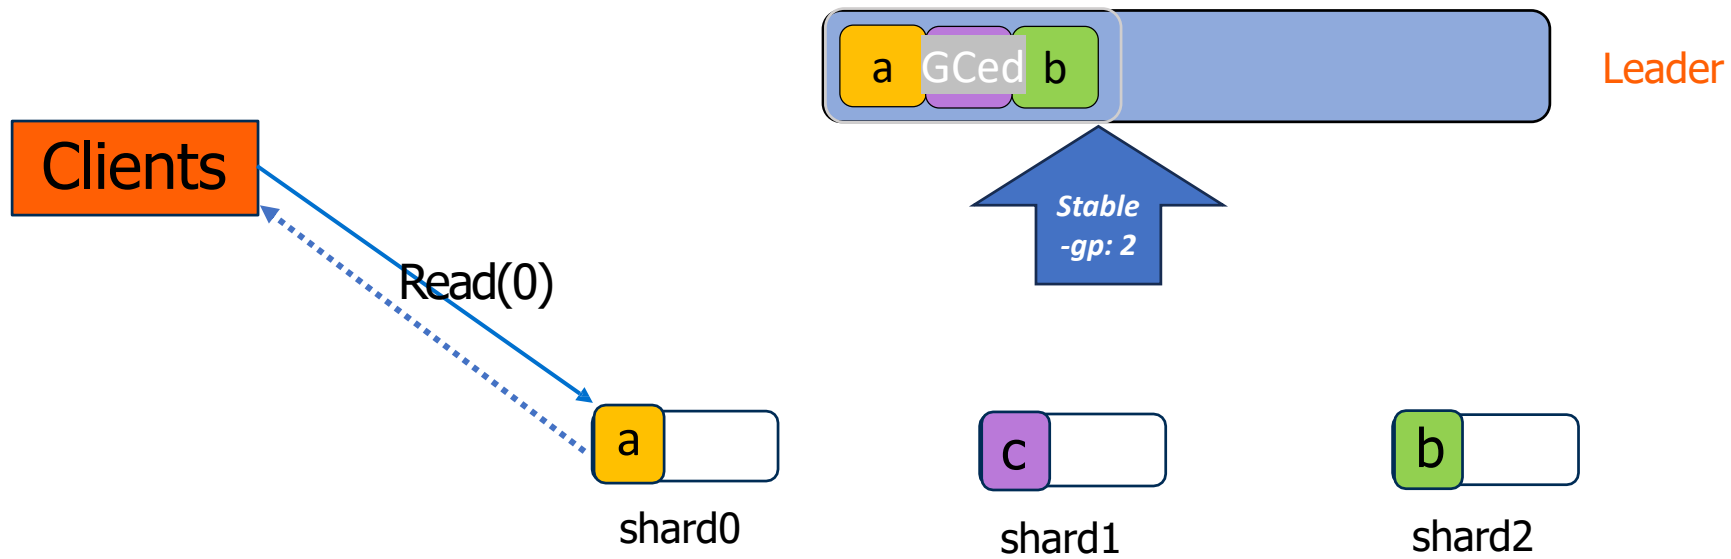 a GCed b
Leader
Clients
Stable
-gp: 2
Read(0)
a
c
b
shard0
shard1
shard2